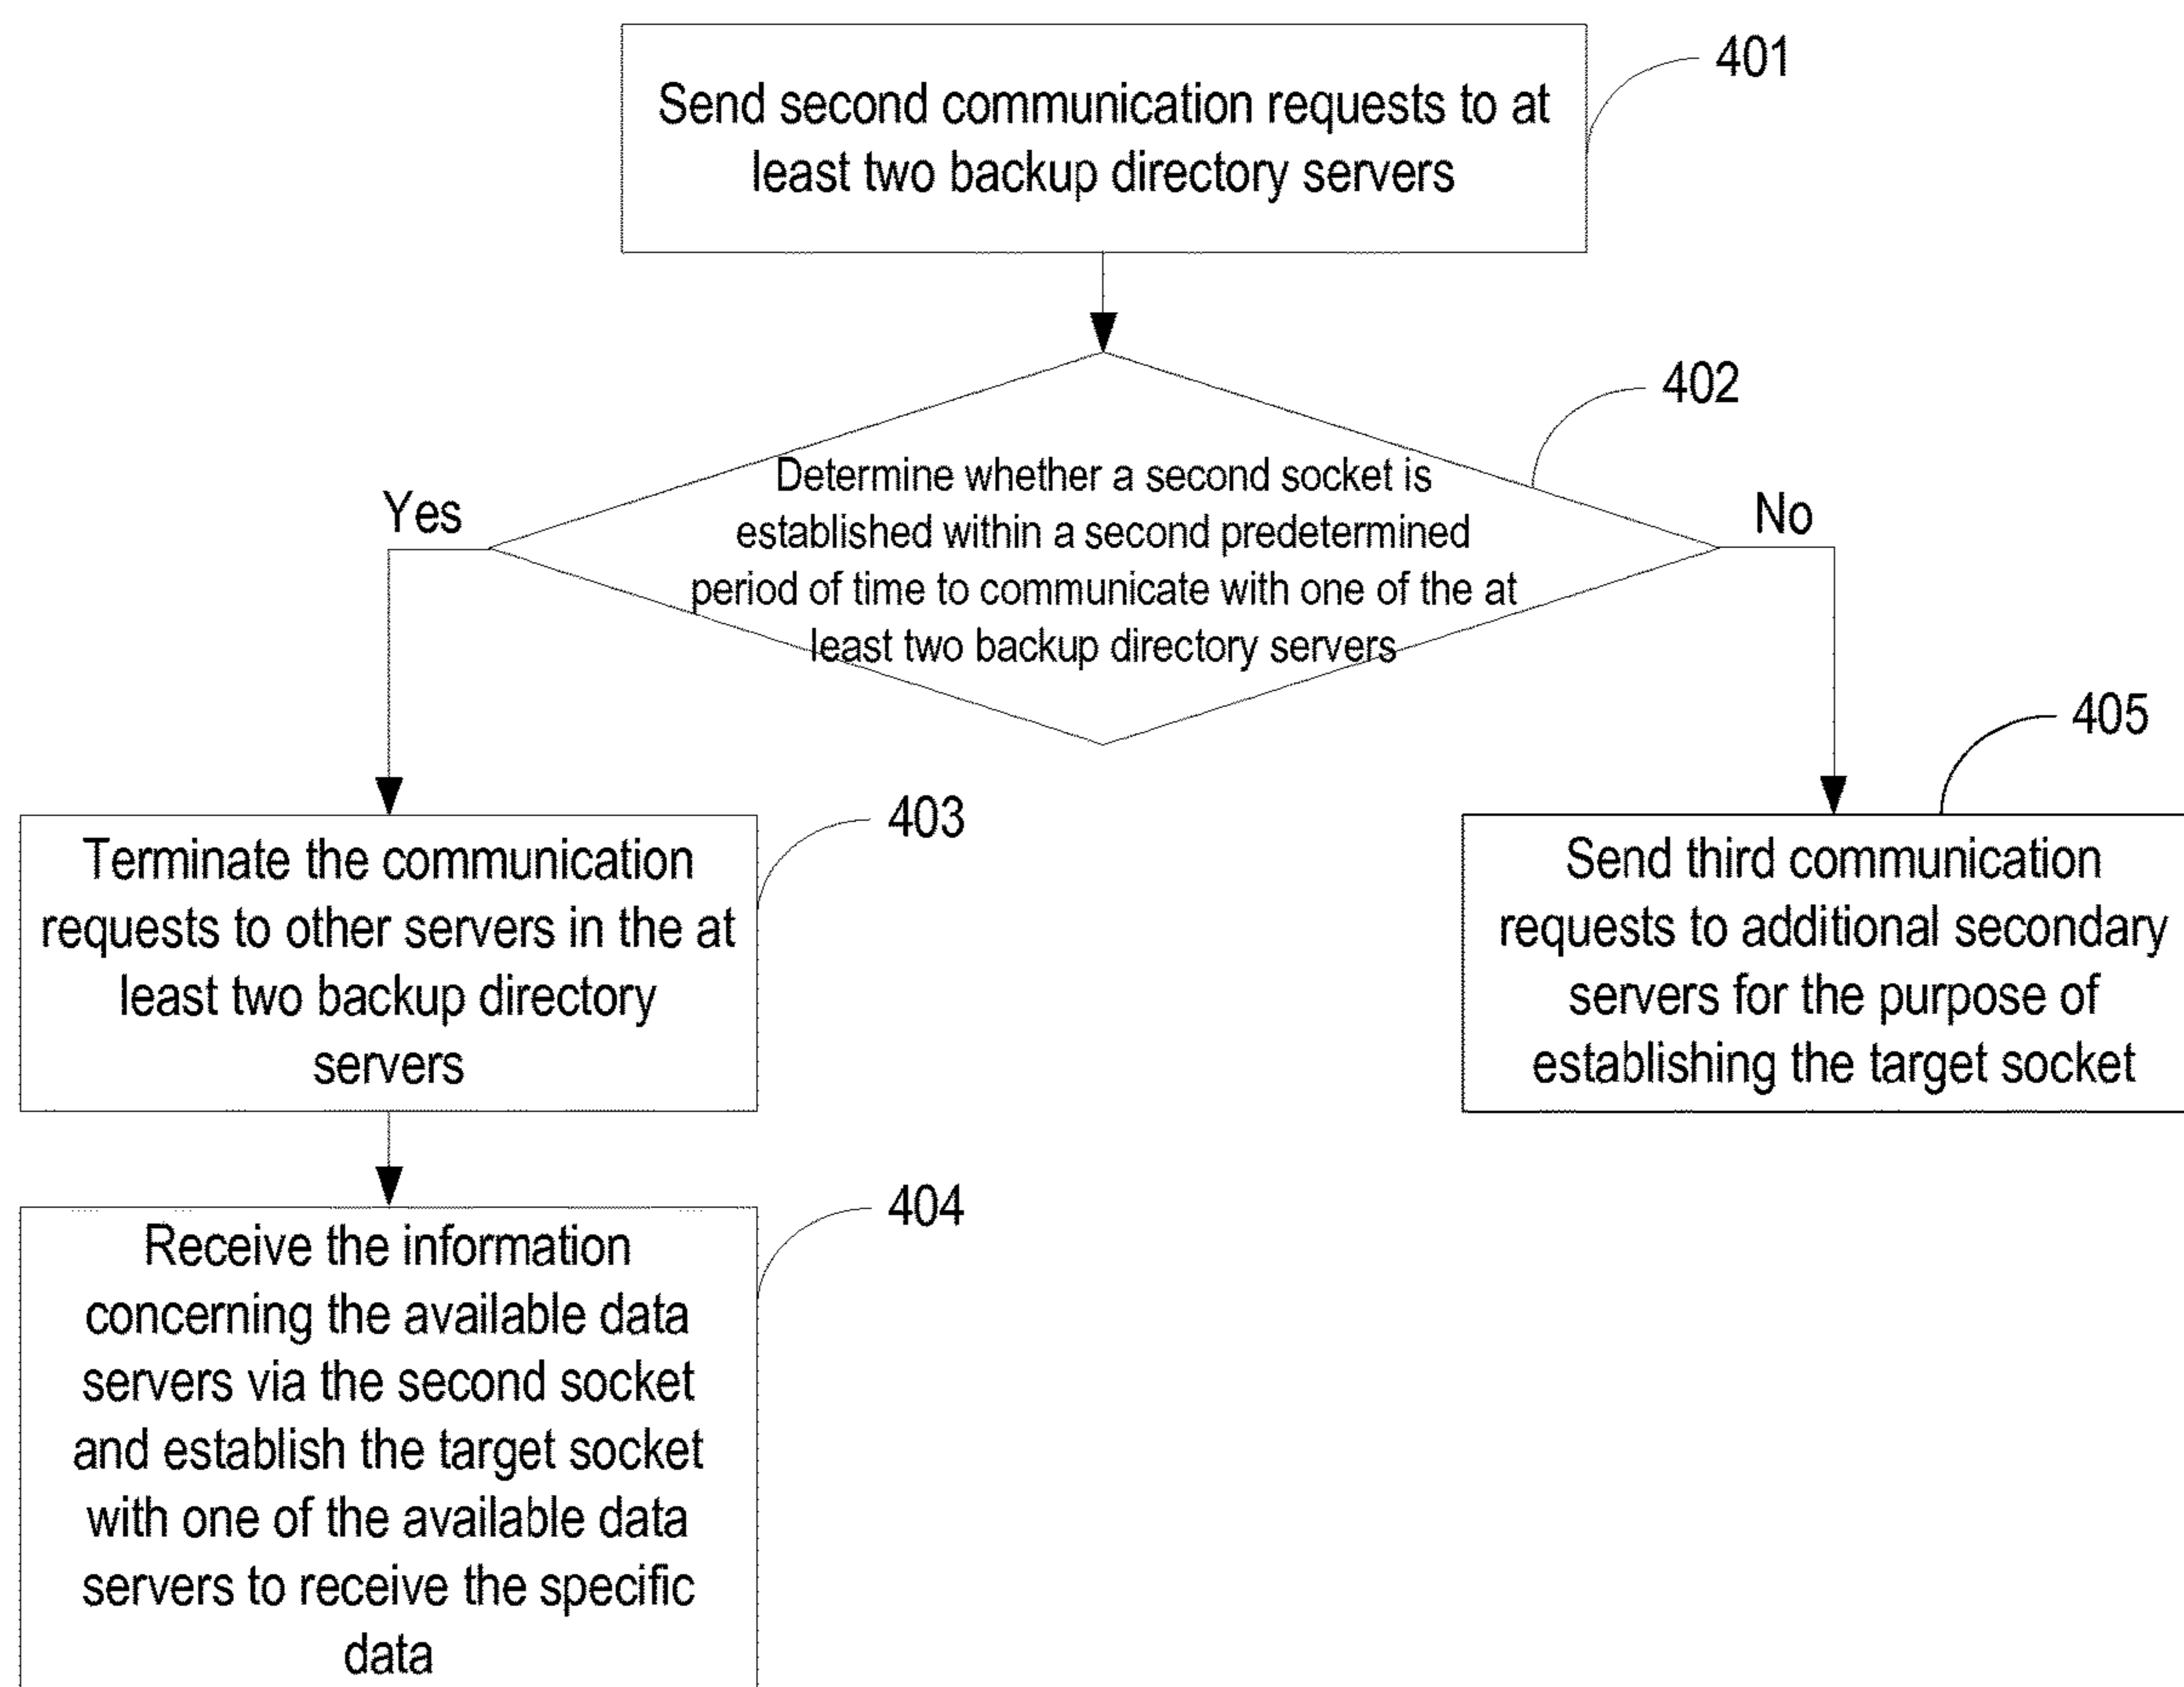 Send second communication requests to at
least two backup directory servers
401
Determine whether a second socket is
established within a second predetermined
period of time to communicate with one of the at
least two backup directory servers
402
Yes
No
Terminate the communication
requests to other servers in the at
least two backup directory
servers
403
Send third communication
requests to additional secondary
servers for the purpose of
establishing the target socket
405
Receive the information
concerning the available data
servers via the second socket
and establish the target socket
with one of the available data
servers to receive the specific
data
404